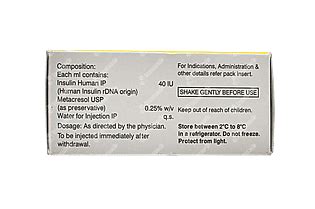 Composition:
Each ml contains:
Insulin Human IP 40 IU
(Human Insulin rDNA origin)
Metacresol USP
(as preservative) 0.25% w/v
Water for Injection IP q.s.
Dosage: As directed by the physician.
To be injected immediately after
withdrawal.
For Indications, Administration &
other details refer pack insert.
SHAKE GENTLY BEFORE USE
Keep out of reach of children.
Store between 2°C to 8°C
in a refrigerator. Do not freeze.
Protect from light.